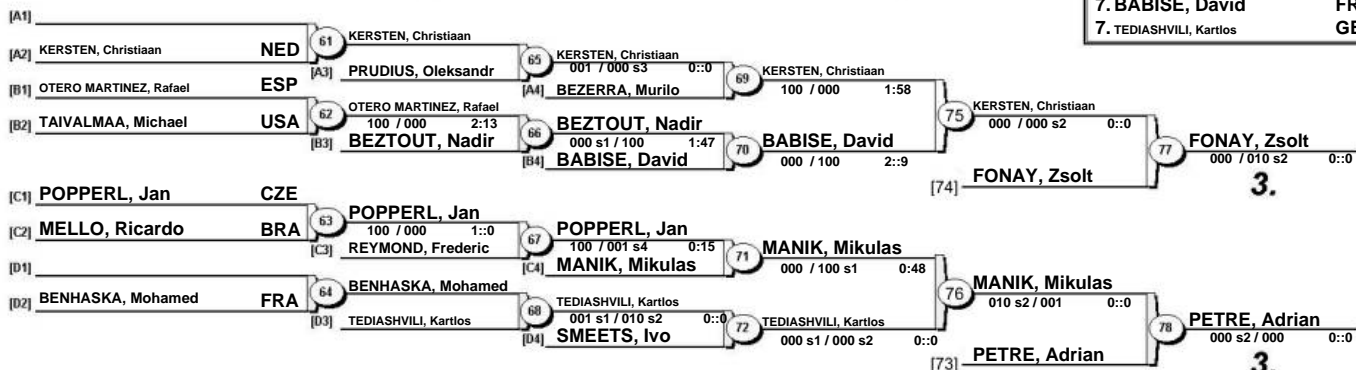 7. BABISE, David FR
7. TEDIASHVILI, Kartlos GE
[A1]
[A2] KERSTEN, Christiaan NED
61 KERSTEN, Christiaan
[A3] PRUDIUS, Oleksandr
65 KERSTEN, Christiaan
001 / 000 s3 0::0
[A4] BEZERRA, Murilo
69 KERSTEN, Christiaan
100 / 000 1:58
[B1] OTERO MARTINEZ, Rafael ESP
[B2] TAIVALMAA, Michael USA
62 OTERO MARTINEZ, Rafael
100 / 000 2:13
[B3] BEZTOUT, Nadir
66 BEZTOUT, Nadir
000 s1 / 100 1:47
[B4] BABISE, David
70 BABISE, David
000 / 100 2::9
75 KERSTEN, Christiaan
000 / 000 s2 0::0
[74] FONAY, Zsolt
77 FONAY, Zsolt
000 / 010 s2 0::0
3.
[C1] POPPERL, Jan CZE
[C2] MELLO, Ricardo BRA
63 POPPERL, Jan
100 / 000 1::0
[C3] REYMOND, Frederic
67 POPPERL, Jan
100 / 001 s4 0:15
[C4] MANIK, Mikulas
71 MANIK, Mikulas
000 / 100 s1 0:48
[D1]
[D2] BENHASKA, Mohamed FRA
64 BENHASKA, Mohamed
[D3] TEDIASHVILI, Kartlos
68 TEDIASHVILI, Kartlos
001 s1 / 010 s2 0::0
[D4] SMEETS, Ivo
72 TEDIASHVILI, Kartlos
000 s1 / 000 s2 0::0
76 MANIK, Mikulas
010 s2 / 001 0::0
[73] PETRE, Adrian
78 PETRE, Adrian
000 s2 / 000 0::0
3.